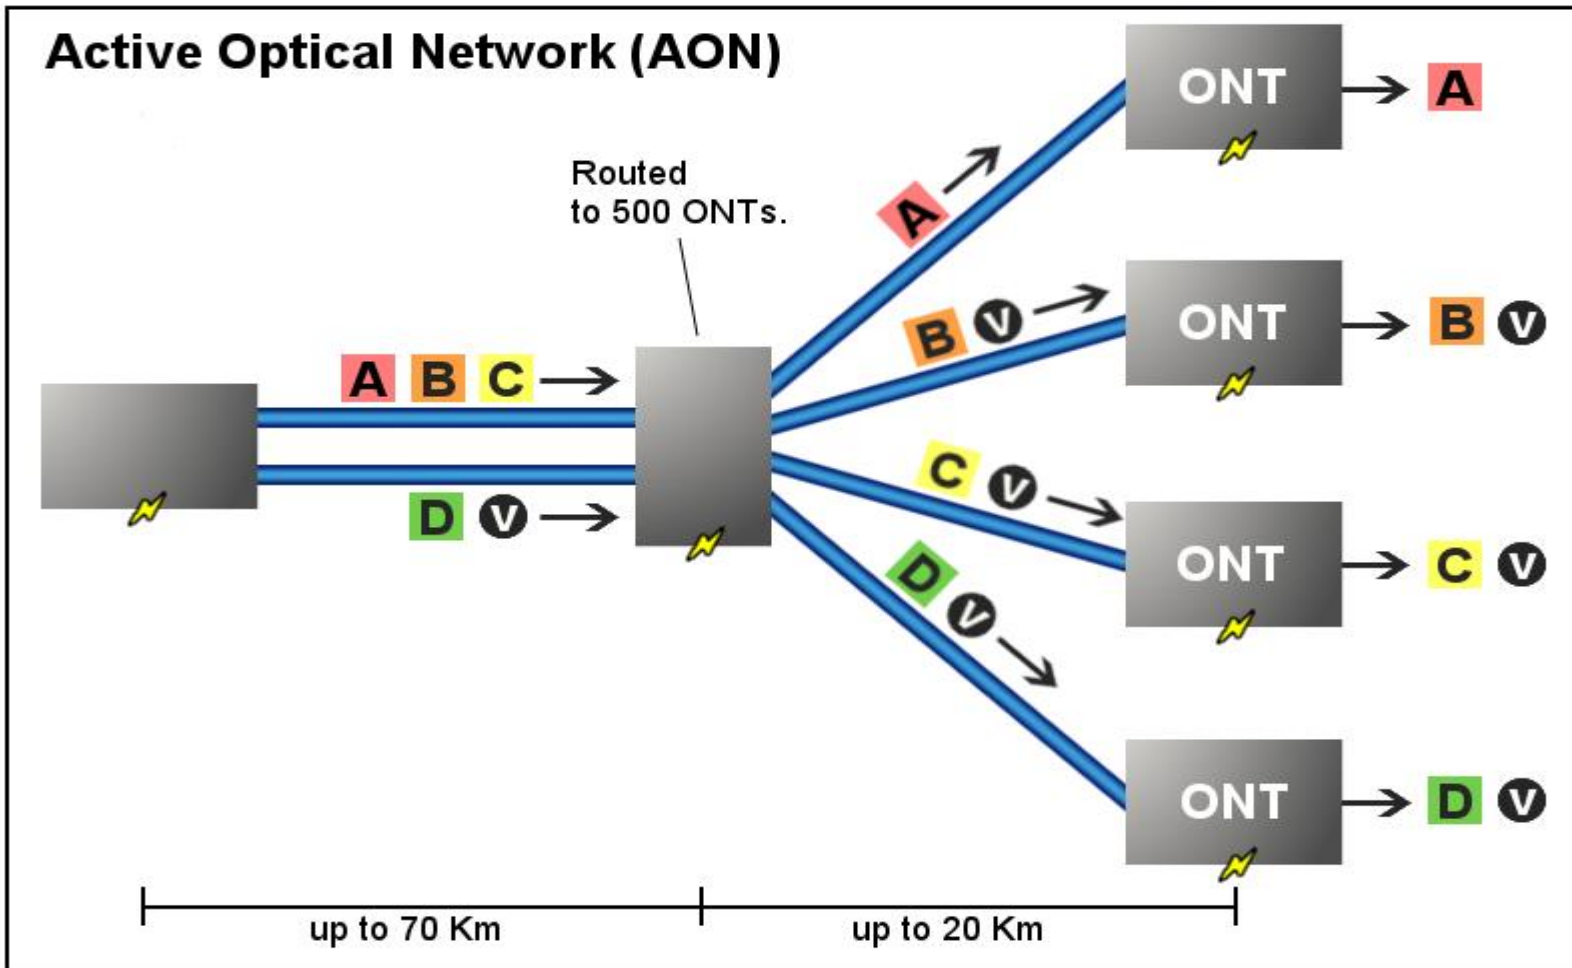 Active Optical Network (AON)
ONT
A
Routed
to 500 ONTs.
A
B V
ONT
B V
A B C
D V
C V
ONT
C V
D V
ONT
D V
up to 70 Km
up to 20 Km